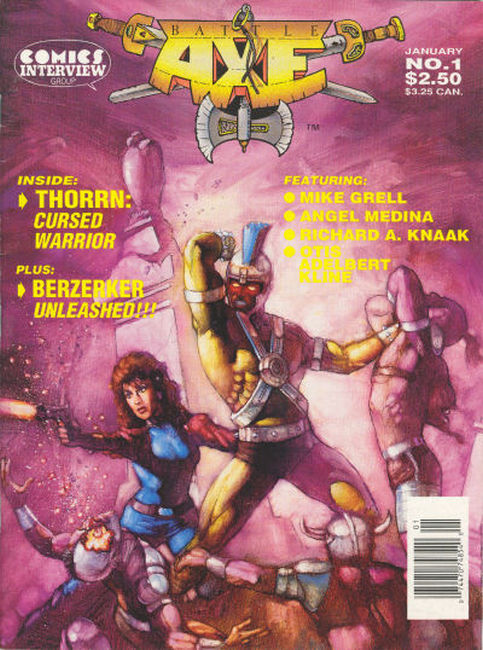 COMICS
INTERVIEW
GROUP
BATTLE
AXE
TM
JANUARY
NO.1
$2.50
$3.25 CAN.
INSIDE:
THORRN:
CURSED
WARRIOR
PLUS:
BERZERKER
UNLEASHED!!!
FEATURING:
MIKE GRELL
ANGEL MEDINA
RICHARD A. KNAAK
OTIS
ADELBERT
KLINE
01